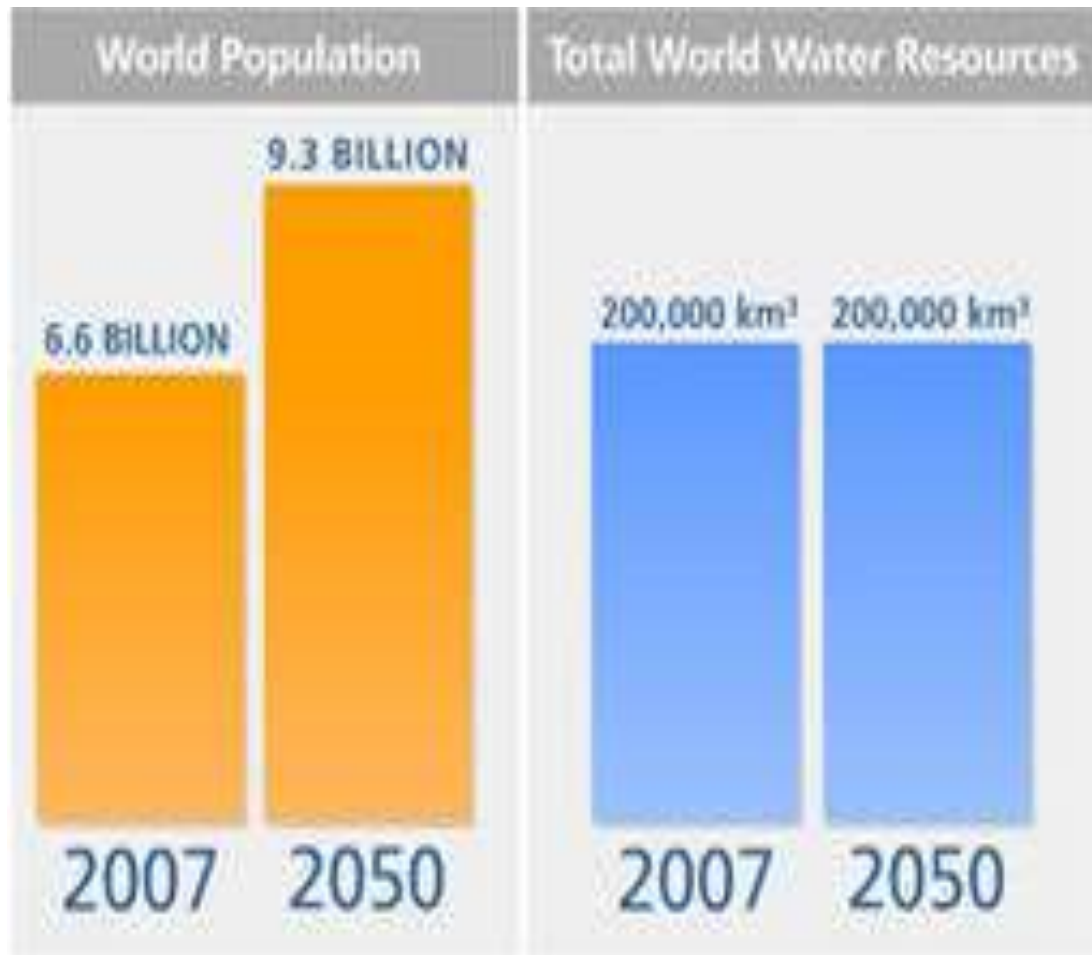 World Population
9.3 BILLION
6.6 BILLION
2007 2050
Total World Water Resources
200,000 km³ 200,000 km³
2007 2050